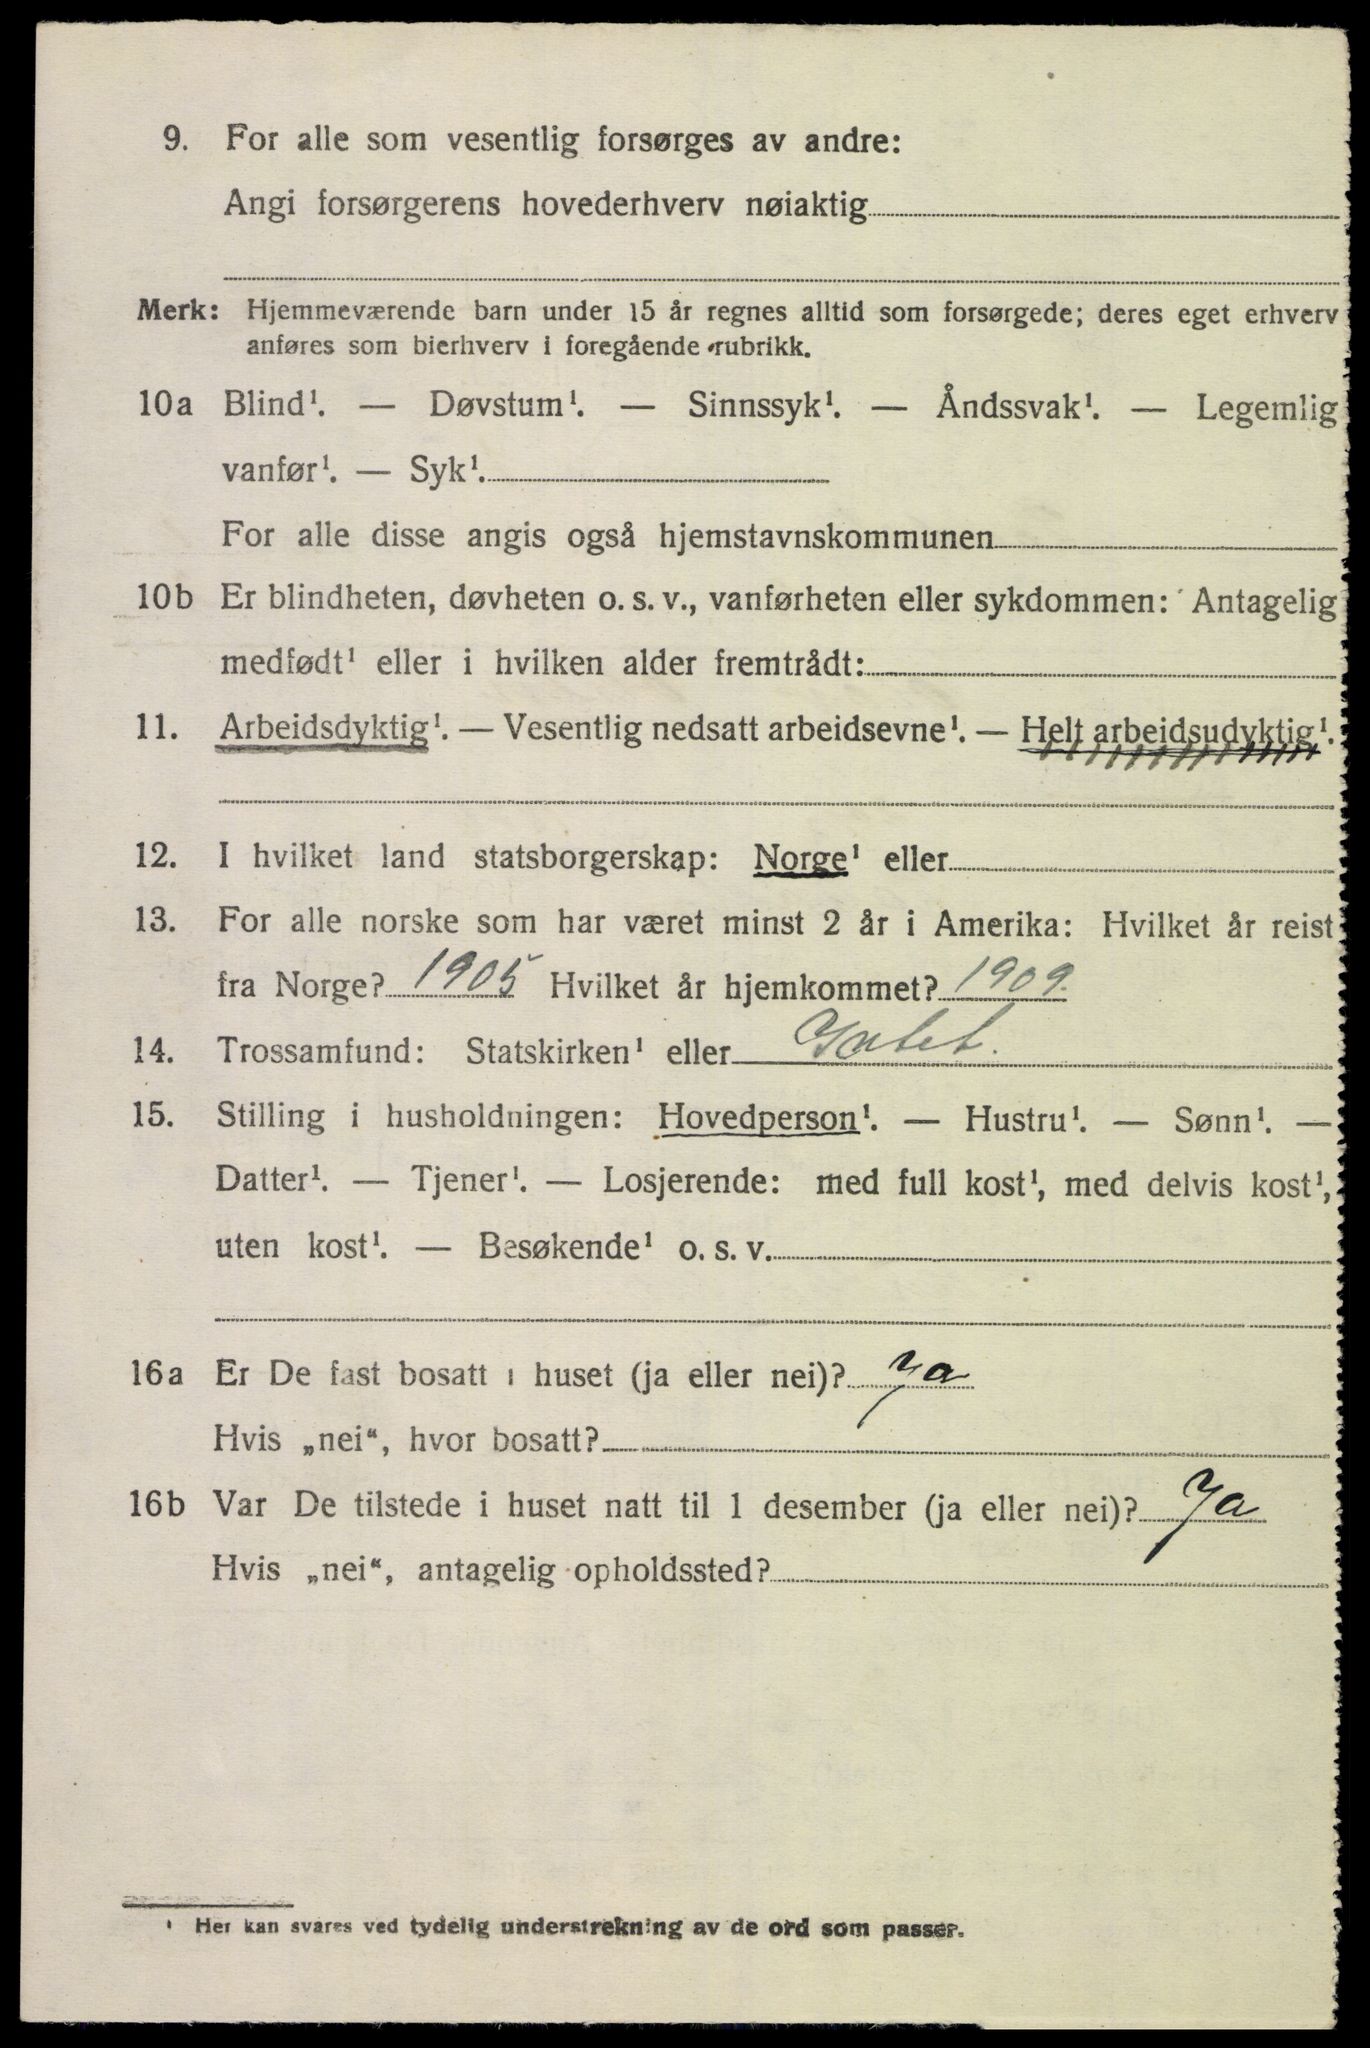 9. For alle som vesentlig forsørges av andre:
Angi forsørgerens hovederhverv nøiaktig
Merk: Hjemmeværende barn under 15 år regnes alltid som forsørgede; deres eget erhverv
anføres som bierhverv i foregående rubrikk.
10a Blind¹. — Døvstum¹. — Sinnssyk¹. — Åndssvak¹. — Legemlig
vanfør¹. — Syk¹.
For alle disse angis også hjemstavnskommunen
10b Er blindheten, døvheten o. s. v., vanførheten eller sykdommen: Antagelig
medfødt¹ eller i hvilken alder fremtrådt:
11. Arbeidsdyktig¹. — Vesentlig nedsatt arbeidsevne¹. — Helt arbeidsudyktig¹.
12. I hvilket land statsborgerskap: Norge¹ eller
13. For alle norske som har været minst 2 år i Amerika: Hvilket år reist
fra Norge? 1905 Hvilket år hjemkommet? 1909.
14. Trossamfund: Statskirken¹ eller
15. Stilling i husholdningen: Hovedperson¹. — Hustru¹. — Sønn¹. —
Datter¹. — Tjener¹. — Losjerende: med full kost¹, med delvis kost¹,
uten kost¹. — Besøkende¹ o. s. v.
16a Er De fast bosatt i huset (ja eller nei)? Ja
Hvis „nei“, hvor bosatt?
16b Var De tilstede i huset natt til 1 desember (ja eller nei)? Ja
Hvis „nei“, antagelig opholdssted?
¹ Her kan svares ved tydelig understrekning av de ord som passer.